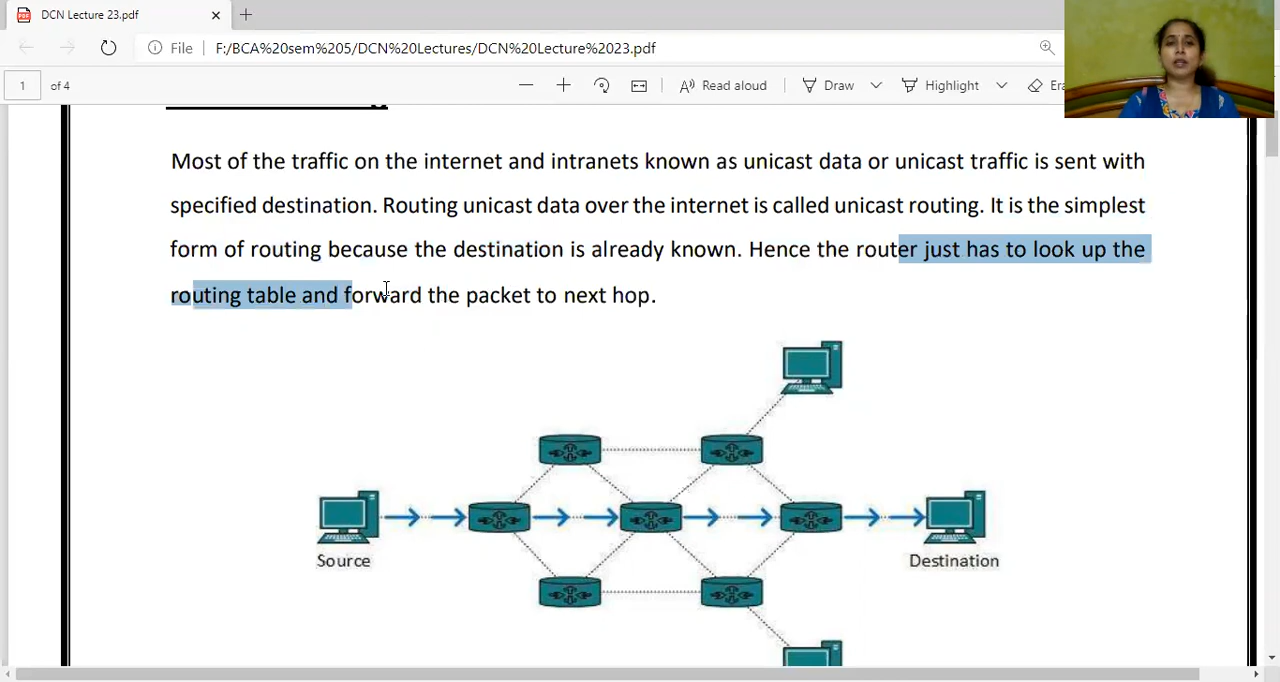 DCN Lecture 23.pdf
File
F:/BCA%20sem%205/DCN%20Lectures/DCN%20Lecture%2023.pdf
1 of 4
Read aloud
Draw
Highlight
Era
Most of the traffic on the internet and intranets known as unicast data or unicast traffic is sent with
specified destination. Routing unicast data over the internet is called unicast routing. It is the simplest
form of routing because the destination is already known. Hence the router just has to look up the
routing table and forward the packet to next hop.
Source
Destination